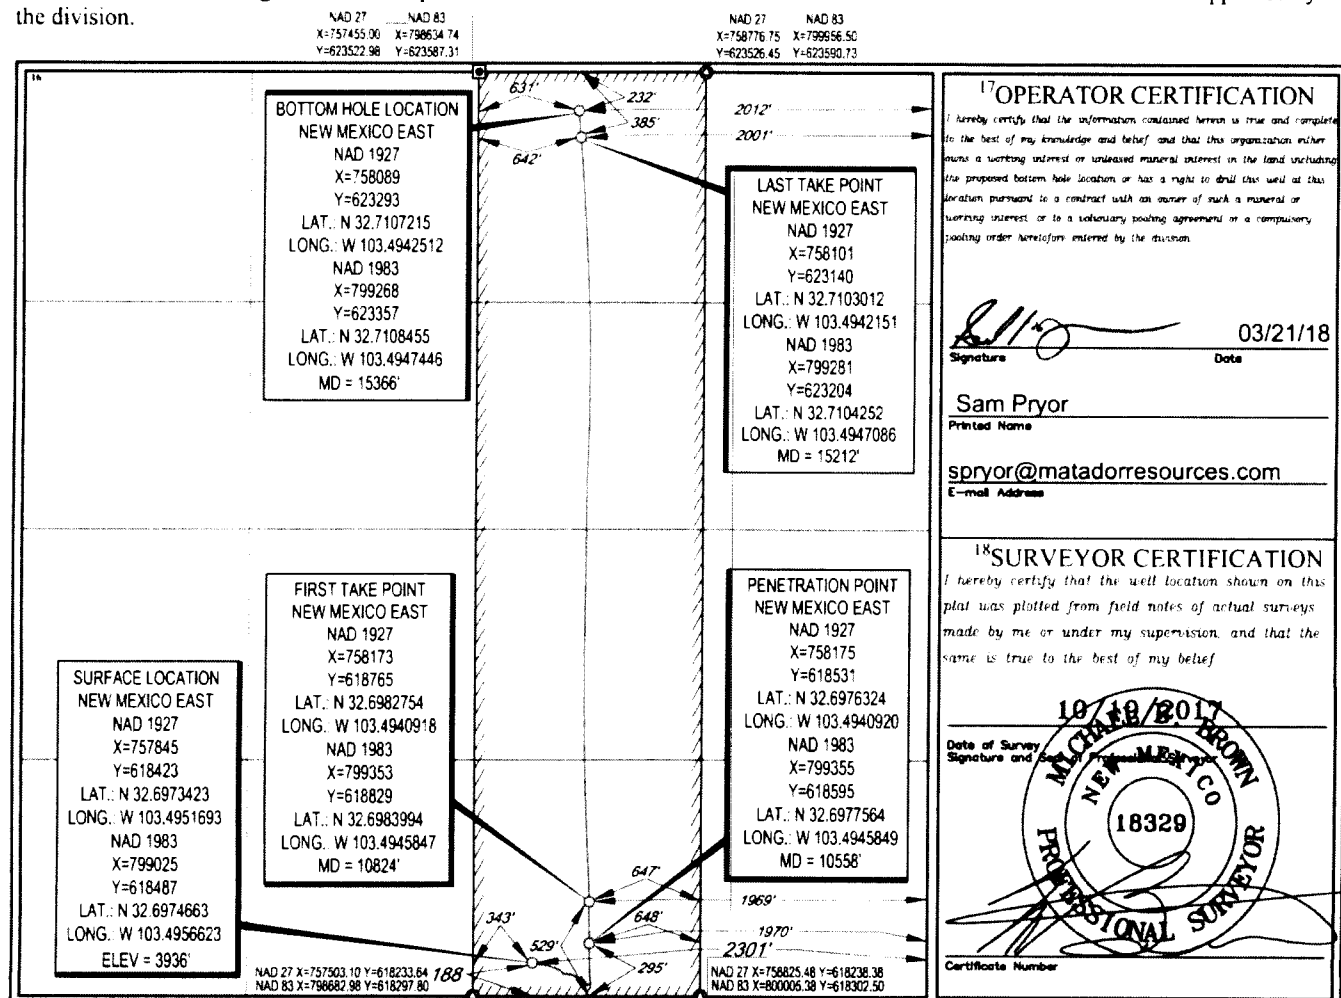 the division.
NAD 27 NAD 83
X=757455.00 X=798634.74
Y=623522.98 Y=623587.31
NAD 27 NAD 83
X=758776.75 X=799956.50
Y=623526.45 Y=623590.73
16
631'
232'
385'
642'
2012'
2001'
BOTTOM HOLE LOCATION
NEW MEXICO EAST
NAD 1927
X=758089
Y=623293
LAT.: N 32.7107215
LONG.: W 103.4942512
NAD 1983
X=799268
Y=623357
LAT.: N 32.7108455
LONG.: W 103.4947446
MD = 15366'
LAST TAKE POINT
NEW MEXICO EAST
NAD 1927
X=758101
Y=623140
LAT.: N 32.7103012
LONG.: W 103.4942151
NAD 1983
X=799281
Y=623204
LAT.: N 32.7104252
LONG.: W 103.4947086
MD = 15212'
FIRST TAKE POINT
NEW MEXICO EAST
NAD 1927
X=758173
Y=618765
LAT.: N 32.6982754
LONG.: W 103.4940918
NAD 1983
X=799353
Y=618829
LAT.: N 32.6983994
LONG.: W 103.4945847
MD = 10824'
PENETRATION POINT
NEW MEXICO EAST
NAD 1927
X=758175
Y=618531
LAT.: N 32.6976324
LONG.: W 103.4940920
NAD 1983
X=799355
Y=618595
LAT.: N 32.6977564
LONG.: W 103.4945849
MD = 10558'
SURFACE LOCATION
NEW MEXICO EAST
NAD 1927
X=757845
Y=618423
LAT.: N 32.6973423
LONG.: W 103.4951693
NAD 1983
X=799025
Y=618487
LAT.: N 32.6974663
LONG.: W 103.4956623
ELEV = 3936'
647'
1969'
343'
648'
1970'
529'
2301'
295'
188
NAD 27 X=757503.10 Y=618233.64
NAD 83 X=798682.98 Y=618297.80
NAD 27 X=758825.48 Y=618238.38
NAD 83 X=800005.38 Y=618302.50
17 OPERATOR CERTIFICATION
I hereby certify that the information contained herein is true and complete
to the best of my knowledge and belief and that this organization either
owns a working interest or unleased mineral interest in the land including
the proposed bottom hole location or has a right to drill this well at this
location pursuant to a contract with an owner of such a mineral or
working interest, or to a voluntary pooling agreement or a compulsory
pooling order heretofore entered by the division
03/21/18
Signature Date
Sam Pryor
Printed Name
spryor@matadorresources.com
E-mail Address
18 SURVEYOR CERTIFICATION
I hereby certify that the well location shown on this
plat was plotted from field notes of actual surveys
made by me or under my supervision, and that the
same is true to the best of my belief
10/10/2017
Date of Survey
Signature and Seal of Professional Surveyor
MICHAEL B. BROWN
NEW MEXICO
18329
PROFESSIONAL SURVEYOR
Certificate Number